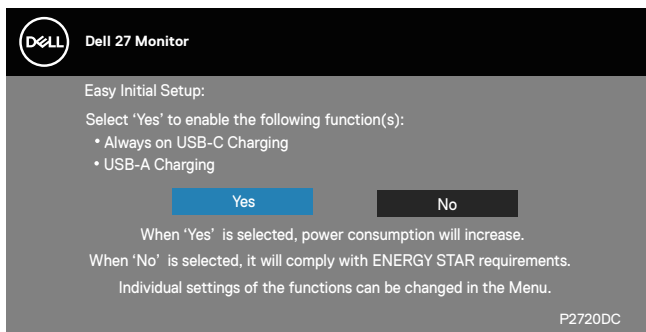 DELL
Dell 27 Monitor
Easy Initial Setup:
Select ‘Yes’ to enable the following function(s):
• Always on USB-C Charging
• USB-A Charging
Yes
No
When ‘Yes’ is selected, power consumption will increase.
When ‘No’ is selected, it will comply with ENERGY STAR requirements.
Individual settings of the functions can be changed in the Menu.
P2720DC